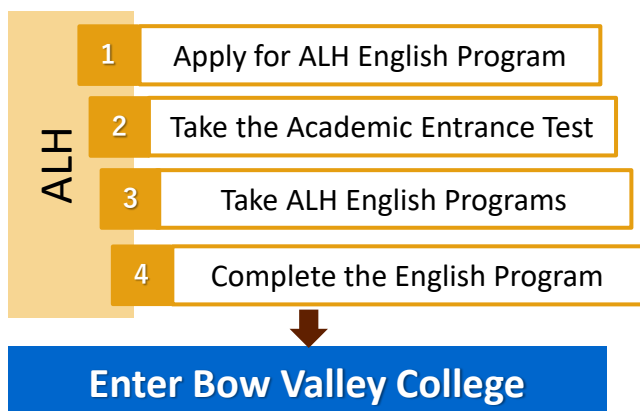 ALH
1 Apply for ALH English Program
2 Take the Academic Entrance Test
3 Take ALH English Programs
4 Complete the English Program
Enter Bow Valley College